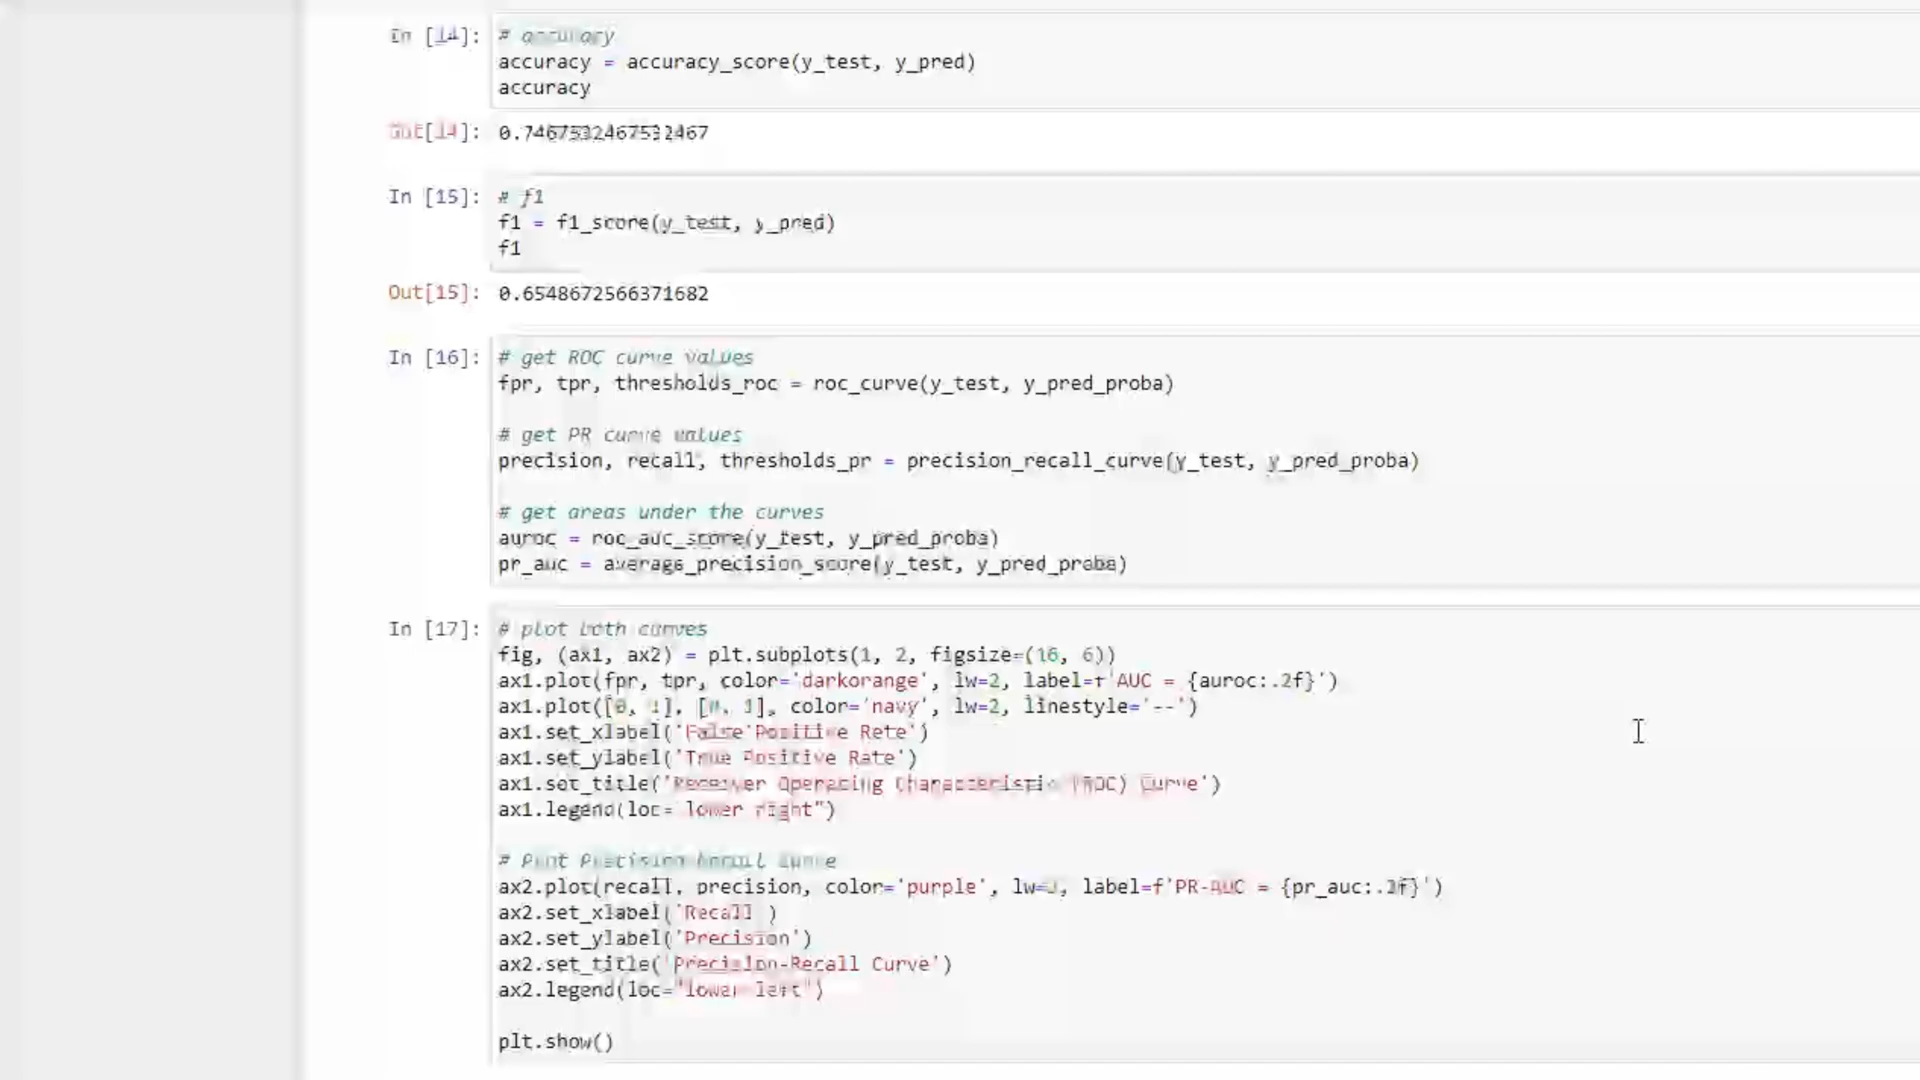 In [14]: # accuracy
accuracy = accuracy_score(y_test, y_pred)
accuracy
Out[14]: 0.7467532467532467
In [15]: # f1
f1 = f1_score(y_test, y_pred)
f1
Out[15]: 0.6548672566371682
In [16]: # get ROC curve values
fpr, tpr, thresholds_roc = roc_curve(y_test, y_pred_proba)
# get PR curve values
precision, recall, thresholds_pr = precision_recall_curve(y_test, y_pred_proba)
# get areas under the curves
auroc = roc_auc_score(y_test, y_pred_proba)
pr_auc = average_precision_score(y_test, y_pred_proba)
In [17]: # plot both curves
fig, (ax1, ax2) = plt.subplots(1, 2, figsize=(16, 6))
ax1.plot(fpr, tpr, color='darkorange', lw=2, label=f'AUC = {auroc:.2f}')
ax1.plot([0, 1], [0, 1], color='navy', lw=2, linestyle='--')
ax1.set_xlabel('False Positive Rate')
ax1.set_ylabel('True Positive Rate')
ax1.set_title('Receiver Operating Characteristic (ROC) Curve')
ax1.legend(loc="lower right")
# Plot Precision-Recall curve
ax2.plot(recall, precision, color='purple', lw=2, label=f'PR-AUC = {pr_auc:.2f}')
ax2.set_xlabel('Recall')
ax2.set_ylabel('Precision')
ax2.set_title('Precision-Recall Curve')
ax2.legend(loc="lower left")
plt.show()